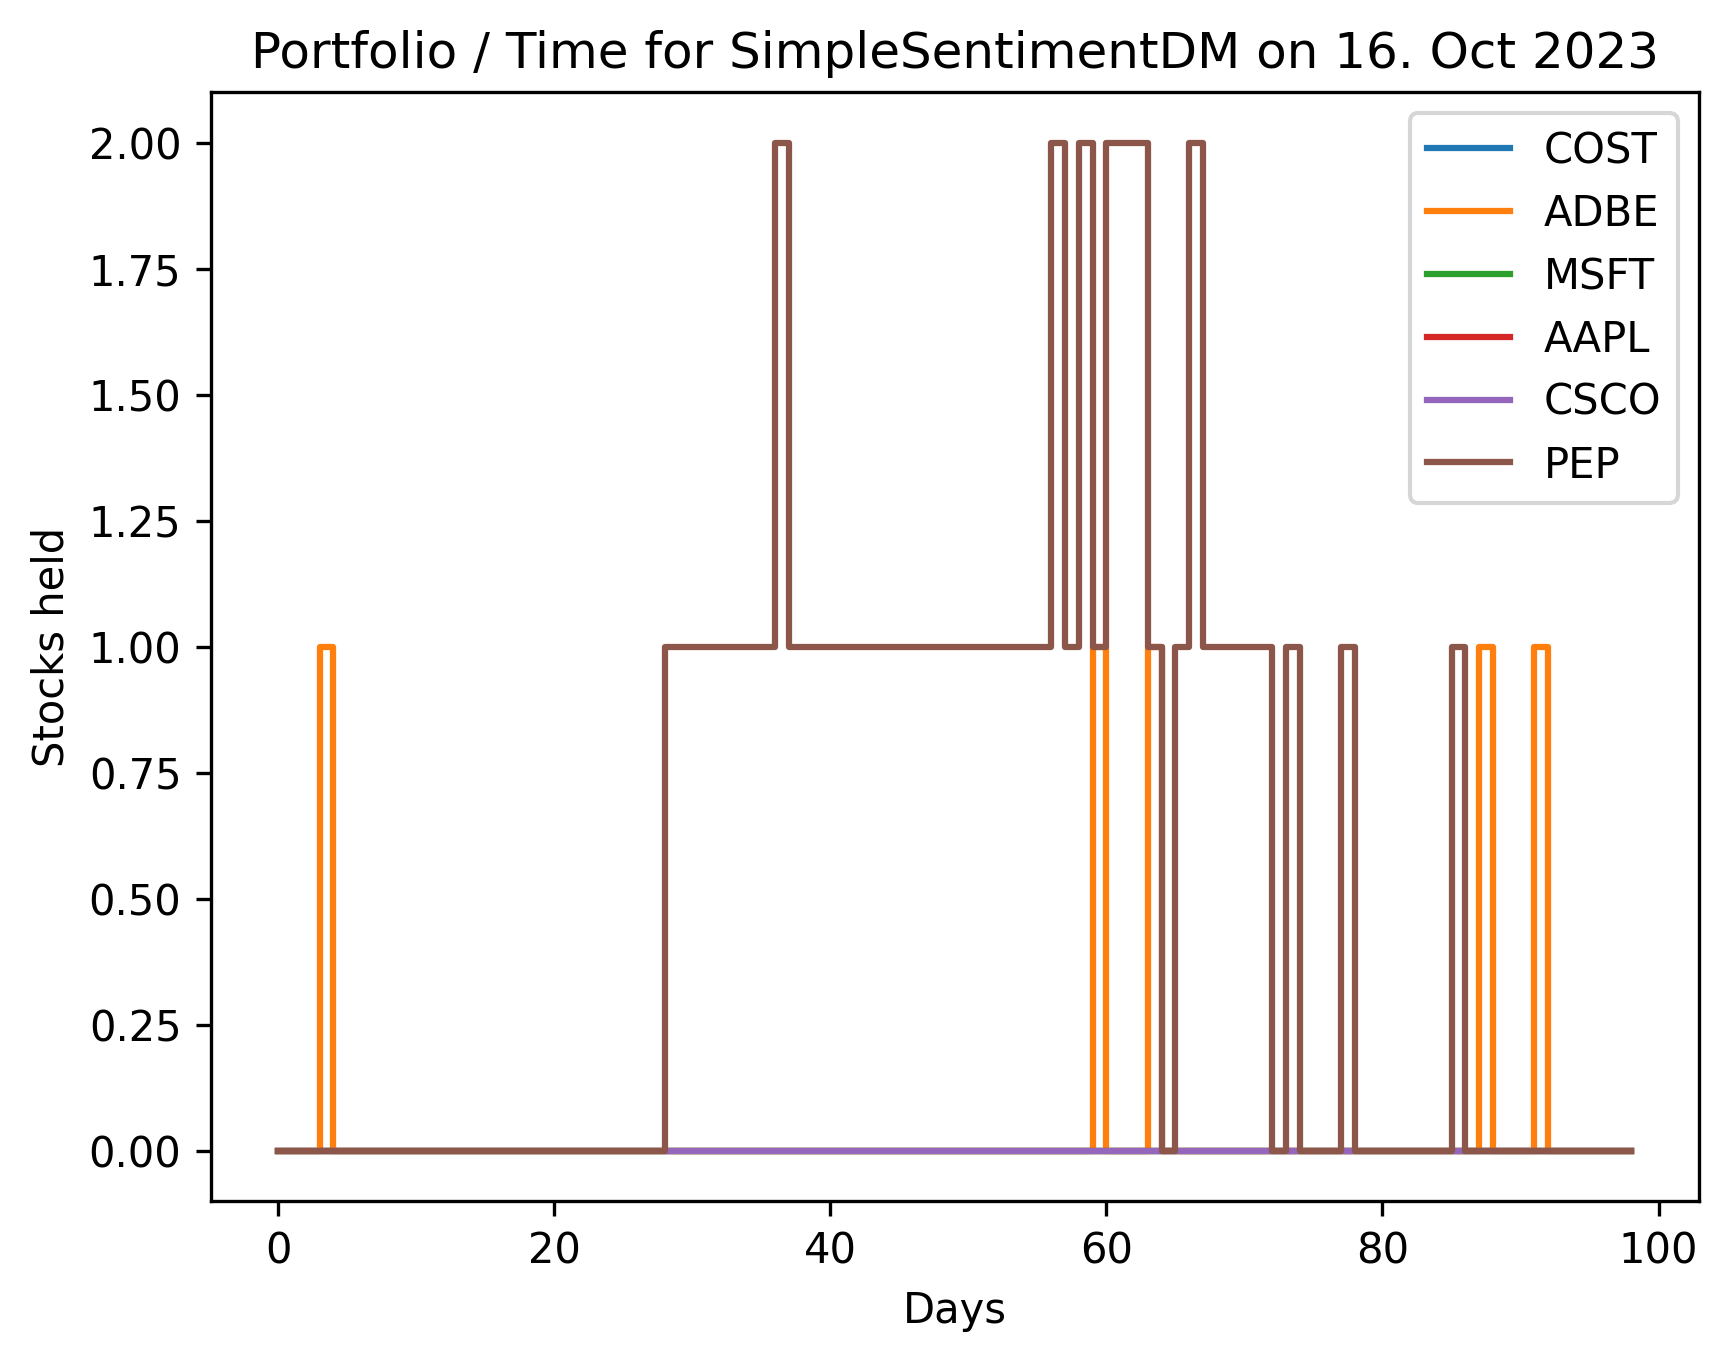 Portfolio / Time for SimpleSentimentDM on 16. Oct 2023
2.00
1.75
1.50
1.25
1.00
0.75
0.50
0.25
0.00
Stocks held
COST
ADBE
MSFT
AAPL
CSCO
PEP
0 20 40 60 80 100
Days